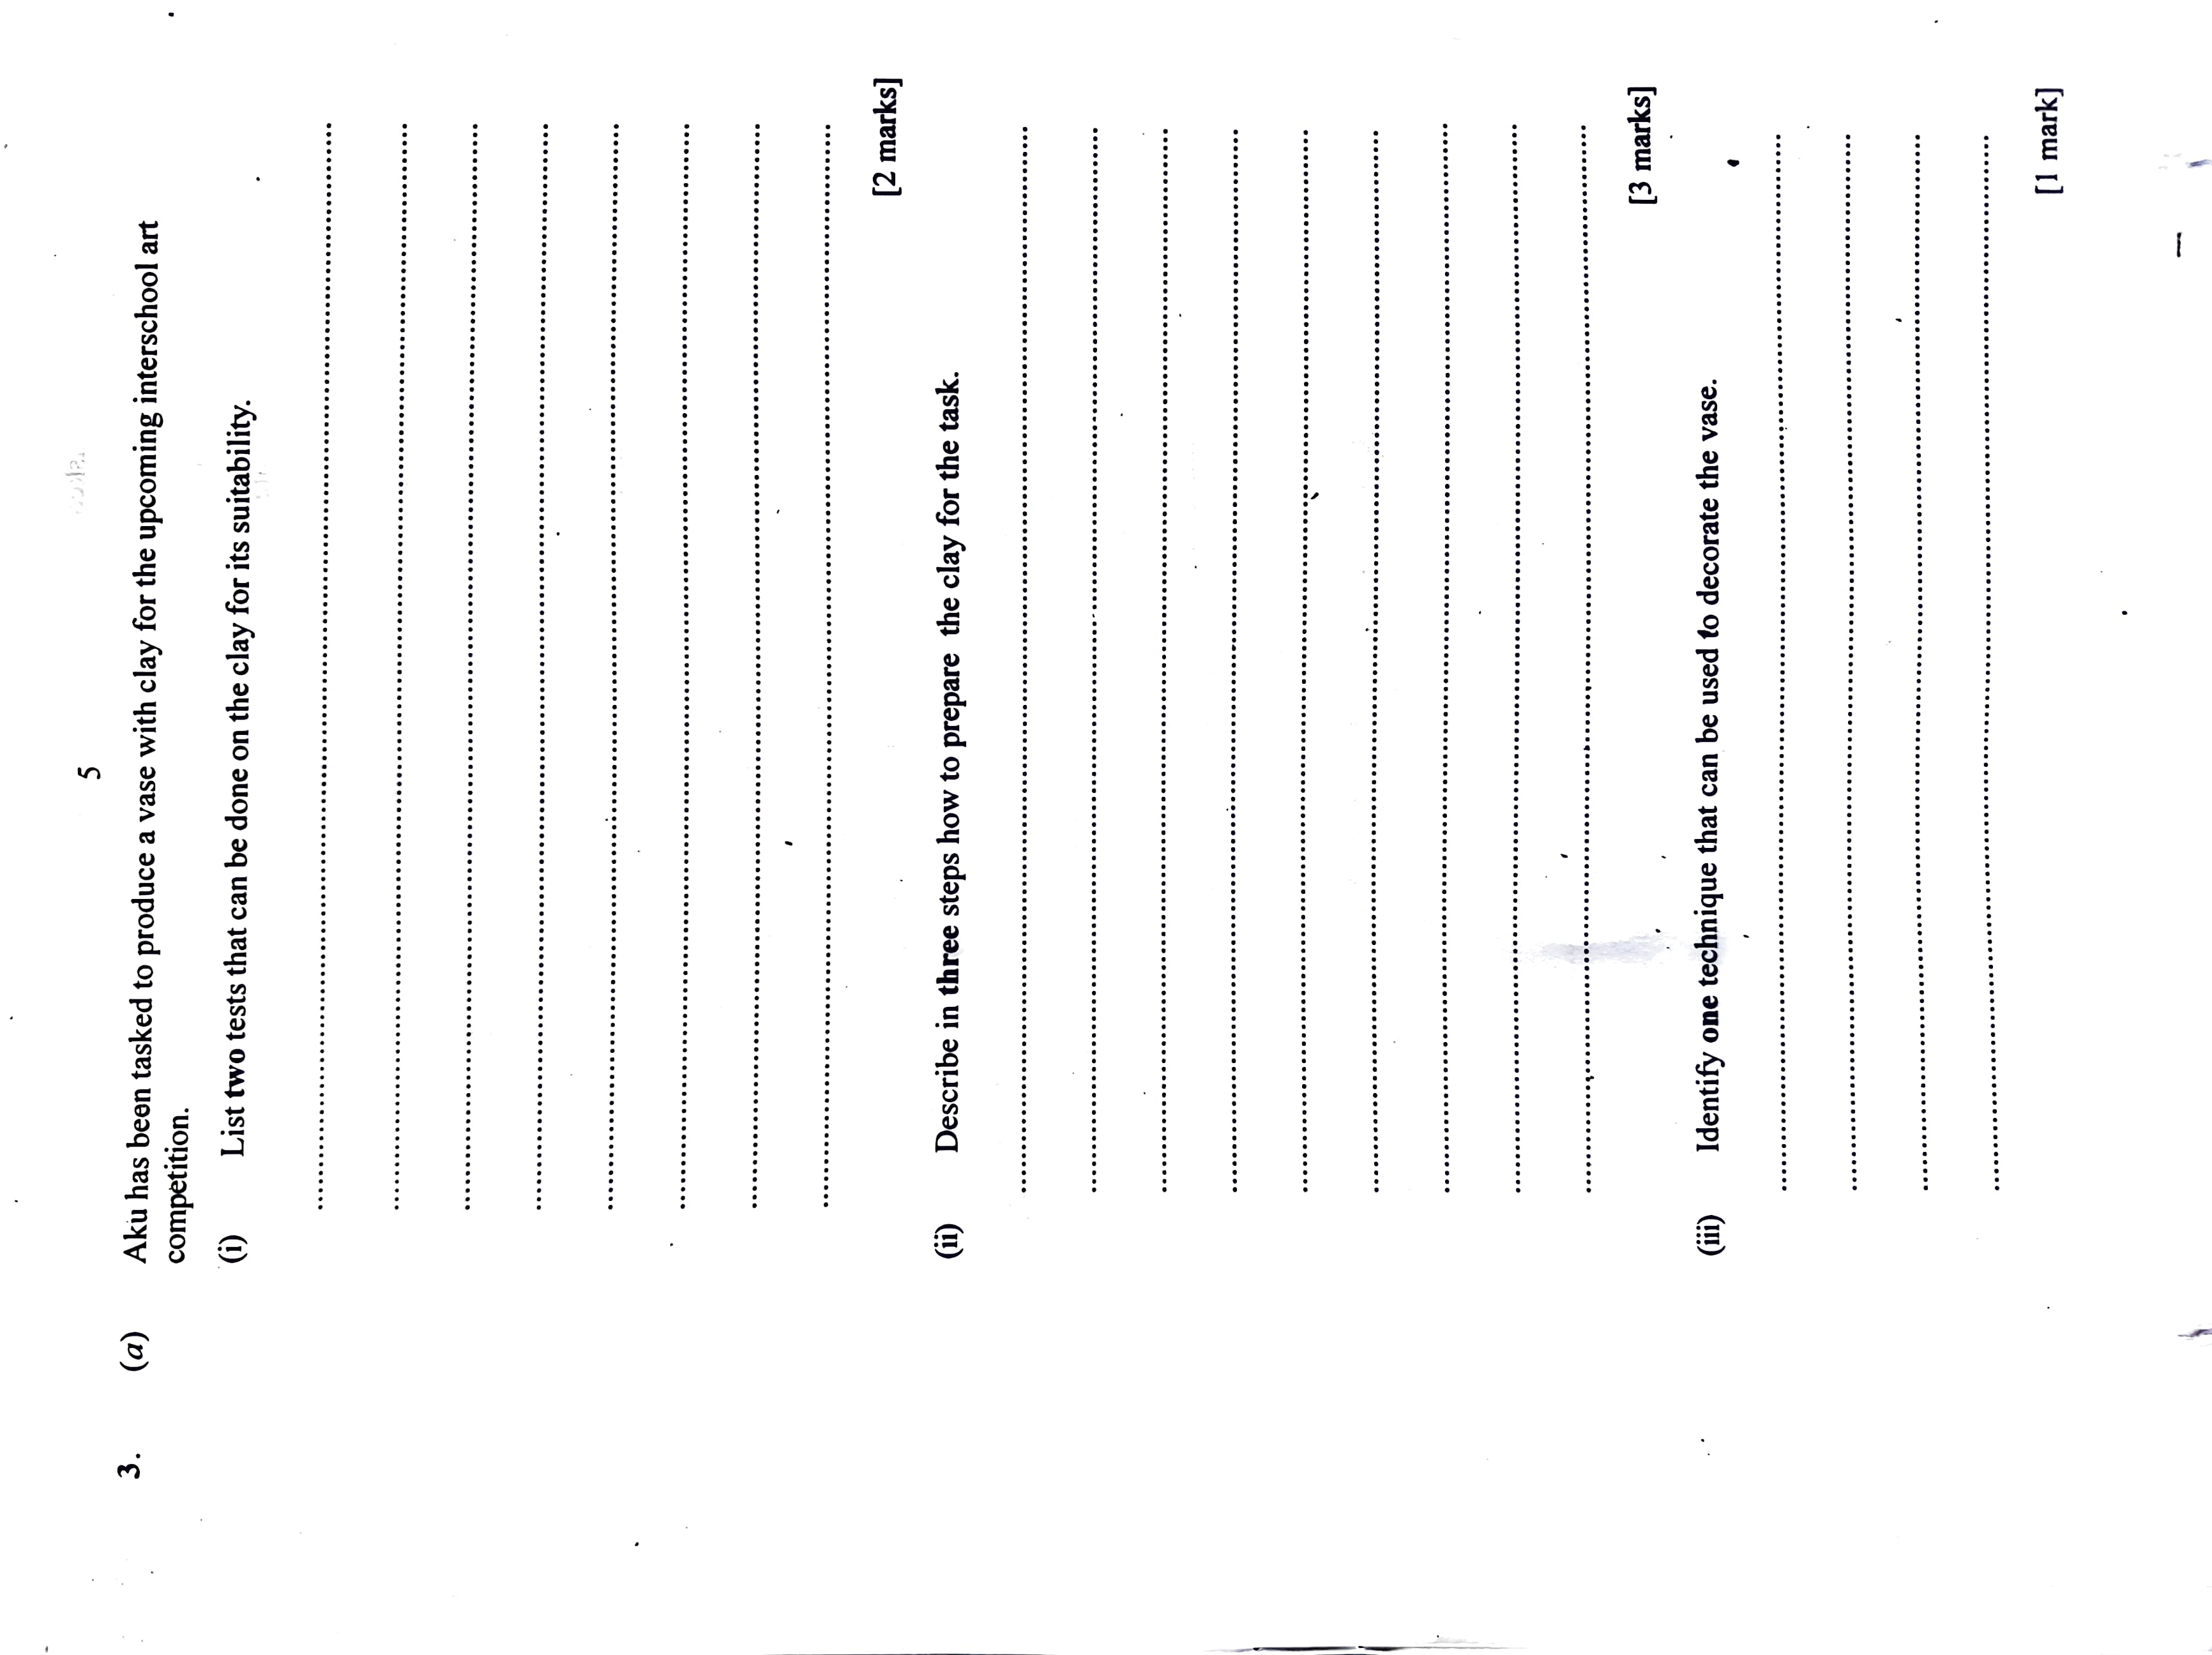 5
3. (a) Aku has been tasked to produce a vase with clay for the upcoming interschool art
competition.
(i) List two tests that can be done on the clay for its suitability.
[2 marks]
(ii) Describe in three steps how to prepare the clay for the task.
[3 marks]
(iii) Identify one technique that can be used to decorate the vase.
[1 mark]